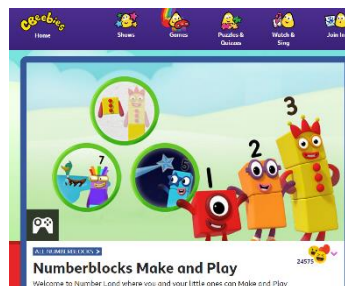 CBeebies
Home
Shows
Games
Puzzles & Quizzes
Watch & Sing
Join In
7
5
1
2
3
ALL NUMBERBLOCKS >
24575
Numberblocks Make and Play
Welcome to Number Land where you and your little ones can Make and Play